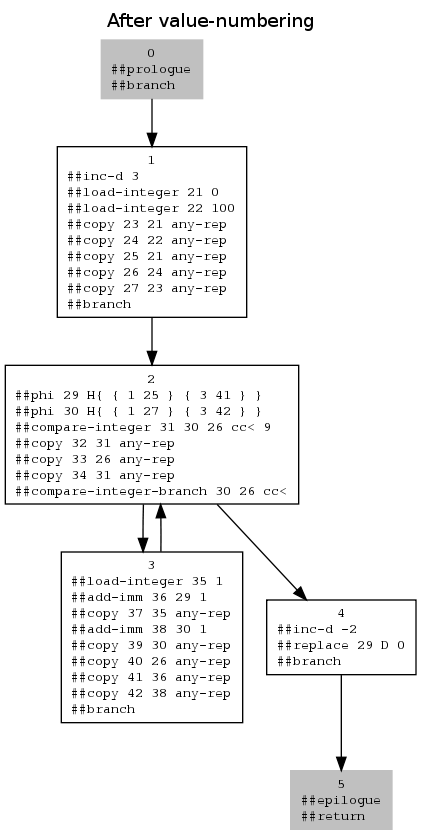 After value-numbering
0
##prologue
##branch
1
##inc-d 3
##load-integer 21 0
##load-integer 22 100
##copy 23 21 any-rep
##copy 24 22 any-rep
##copy 25 21 any-rep
##copy 26 24 any-rep
##copy 27 23 any-rep
##branch
2
##phi 29 H{ { 1 25 } { 3 41 } }
##phi 30 H{ { 1 27 } { 3 42 } }
##compare-integer 31 30 26 cc< 9
##copy 32 31 any-rep
##copy 33 26 any-rep
##copy 34 31 any-rep
##compare-integer-branch 30 26 cc<
3
##load-integer 35 1
##add-imm 36 29 1
##copy 37 35 any-rep
##add-imm 38 30 1
##copy 39 30 any-rep
##copy 40 26 any-rep
##copy 41 36 any-rep
##copy 42 38 any-rep
##branch
4
##inc-d -2
##replace 29 D 0
##branch
5
##epilogue
##return